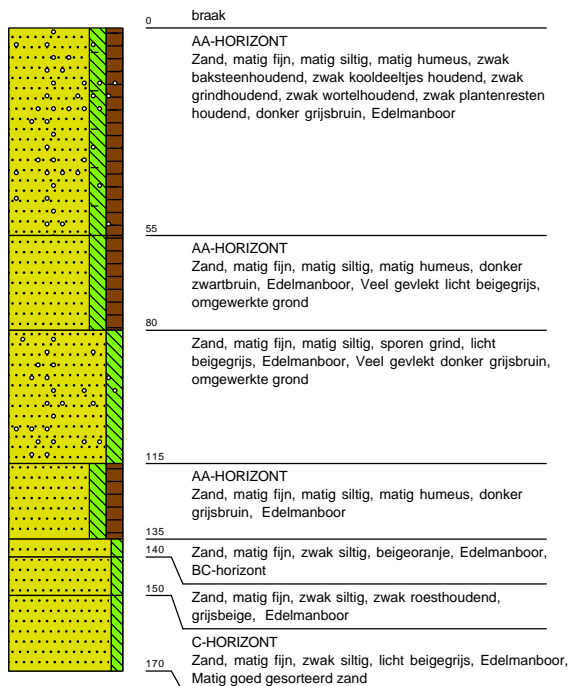 0
braak
AA-HORIZONT
Zand, matig fijn, matig siltig, matig humeus, zwak
baksteenhoudend, zwak kooldeeltjes houdend, zwak
grindhoudend, zwak wortelhoudend, zwak plantenresten
houdend, donker grijsbruin, Edelmanboor
55
AA-HORIZONT
Zand, matig fijn, matig siltig, matig humeus, donker
zwartbruin, Edelmanboor, Veel gevlekt licht beigegrijs,
omgewerkte grond
80
Zand, matig fijn, matig siltig, sporen grind, licht
beigegrijs, Edelmanboor, Veel gevlekt donker grijsbruin,
omgewerkte grond
115
AA-HORIZONT
Zand, matig fijn, matig siltig, matig humeus, donker
grijsbruin, Edelmanboor
135
140
Zand, matig fijn, zwak siltig, beigeoranje, Edelmanboor,
BC-horizont
150
Zand, matig fijn, zwak siltig, zwak roesthoudend,
grijsbeige, Edelmanboor
C-HORIZONT
170
Zand, matig fijn, zwak siltig, licht beigegrijs, Edelmanboor,
Matig goed gesorteerd zand